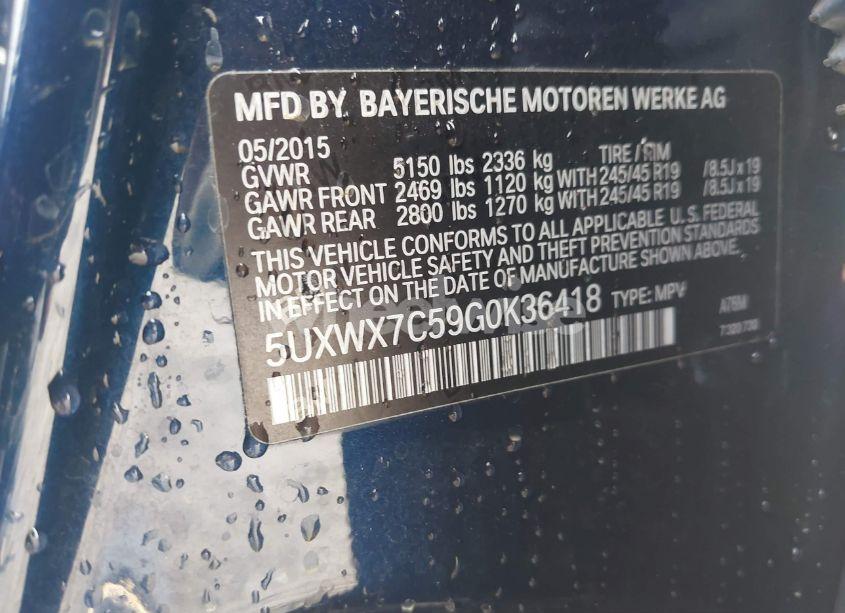 MFD BY BAYERISCHE MOTOREN WERKE AG
05/2015
GVWR 5150 lbs 2336 kg TIRE / RIM
GAWR FRONT 2469 lbs 1120 kg WITH 245/45 R19 /8.5J x 19
GAWR REAR 2800 lbs 1270 kg WITH 245/45 R19 /8.5J x 19
THIS VEHICLE CONFORMS TO ALL APPLICABLE U.S. FEDERAL
MOTOR VEHICLE SAFETY AND THEFT PREVENTION STANDARDS
IN EFFECT ON THE DATE OF MANUFACTURE SHOWN ABOVE.
5UXWX7C59G0K36418 TYPE: MPV A76M
7320730